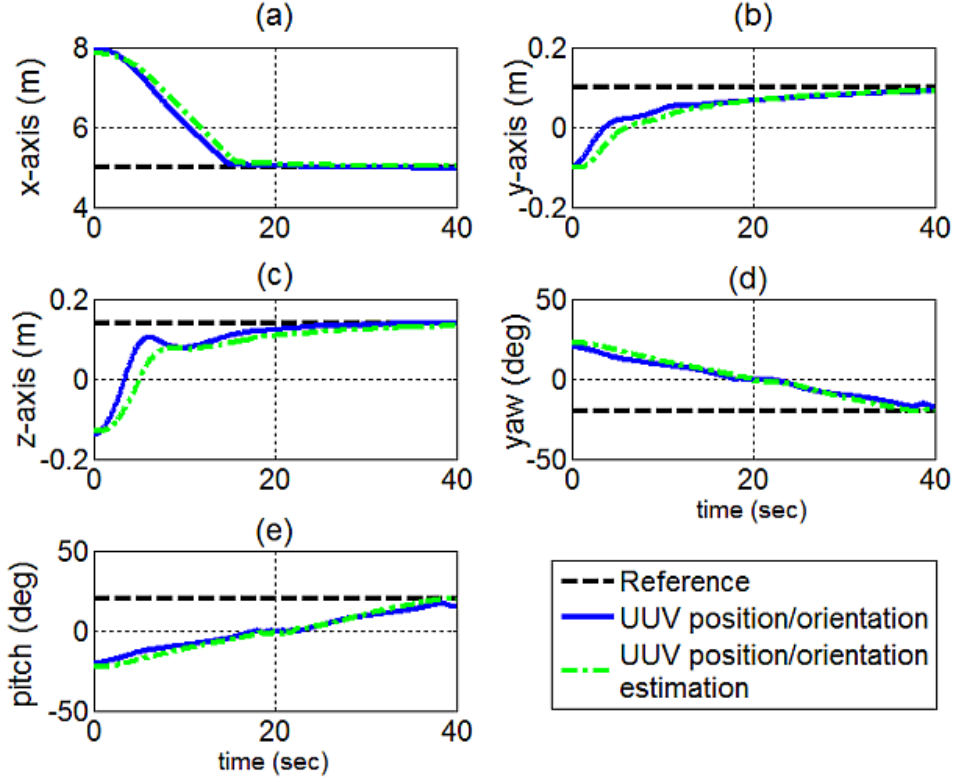 (a)
x-axis (m)
8
6
4
0
20
40
(b)
y-axis (m)
0.2
0
-0.2
0
20
40
(c)
z-axis (m)
0.2
0
-0.2
0
20
40
(d)
yaw (deg)
50
0
-50
0
20
40
time (sec)
(e)
pitch (deg)
50
0
-50
0
20
40
time (sec)
Reference
UUV position/orientation
UUV position/orientation
estimation